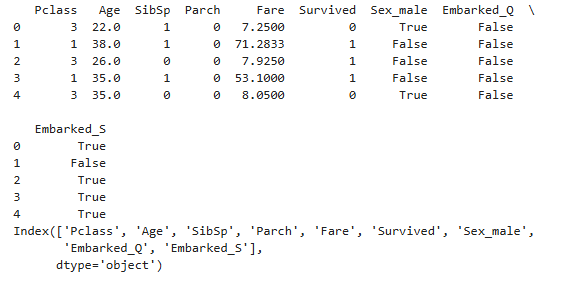 Pclass   Age  SibSp  Parch     Fare  Survived  Sex_male  Embarked_Q  \
0       3  22.0      1      0   7.2500         0      True       False
1       1  38.0      1      0  71.2833         1     False       False
2       3  26.0      0      0   7.9250         1     False       False
3       1  35.0      1      0  53.1000         1     False       False
4       3  35.0      0      0   8.0500         0      True       False

   Embarked_S
0        True
1       False
2        True
3        True
4        True
Index(['Pclass', 'Age', 'SibSp', 'Parch', 'Fare', 'Survived', 'Sex_male',
       'Embarked_Q', 'Embarked_S'],
      dtype='object')